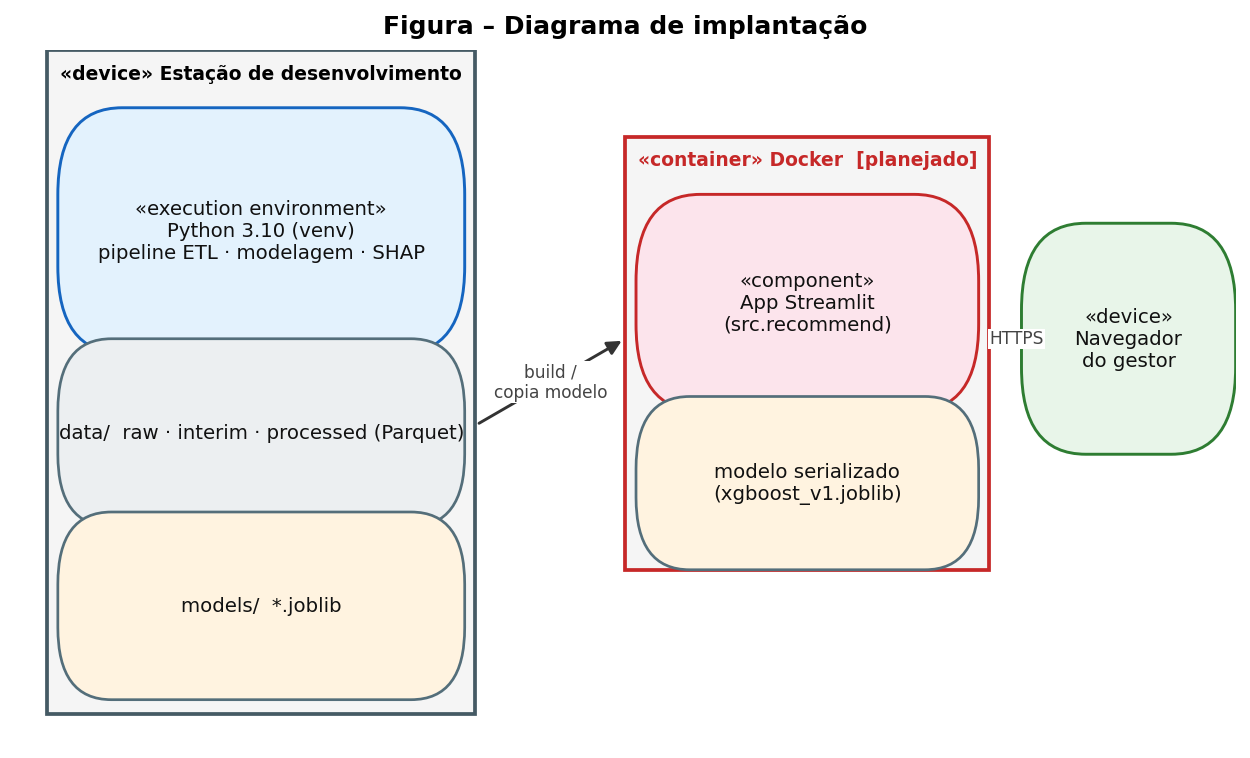 Figura – Diagrama de implantação
«device» Estação de desenvolvimento
«execution environment»
Python 3.10 (venv)
pipeline ETL · modelagem · SHAP
data/  raw · interim · processed (Parquet)
models/  *.joblib
build /
copia modelo
«container» Docker  [planejado]
«component»
App Streamlit
(src.recommend)
modelo serializado
(xgboost_v1.joblib)
HTTPS
«device»
Navegador
do gestor